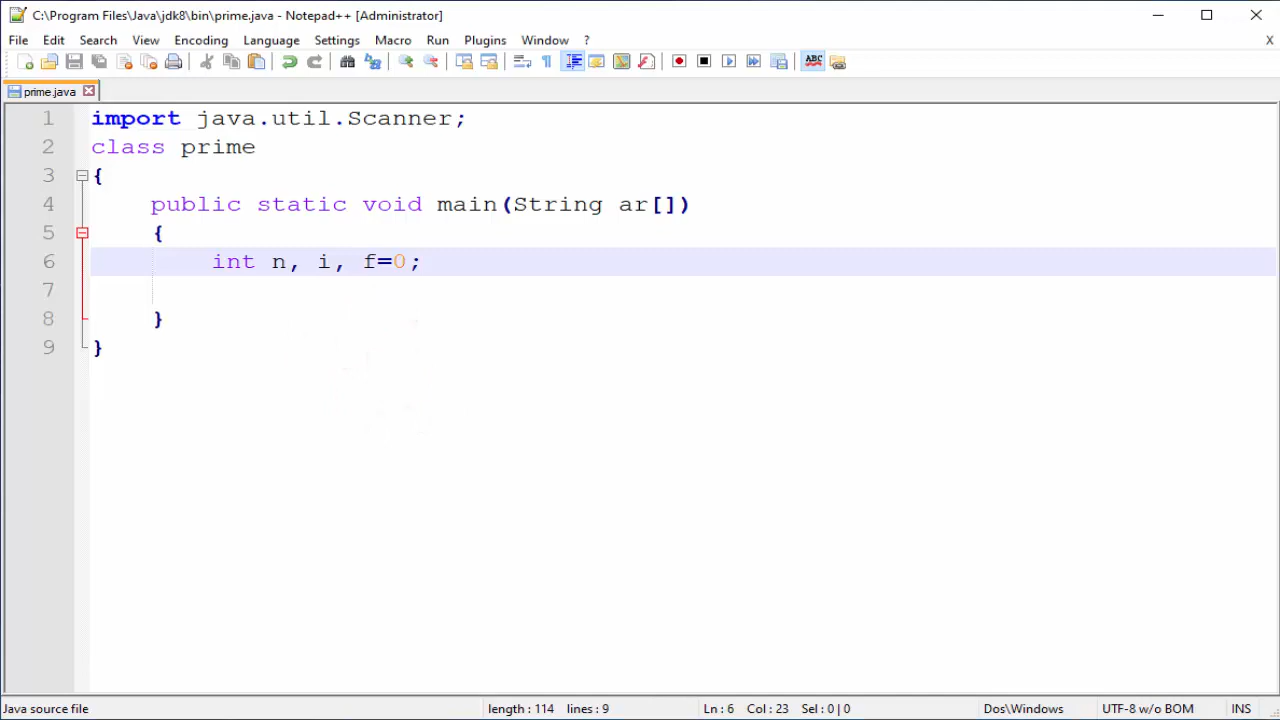 C:\Program Files\Java\jdk8\bin\prime.java - Notepad++ [Administrator]
File Edit Search View Encoding Language Settings Macro Run Plugins Window ? X
ABC
prime.java
1 import java.util.Scanner;
2 class prime
3 {
4 public static void main(String ar[])
5 {
6 int n, i, f=0;
7
8 }
9 }
Java source file length : 114 lines : 9 Ln : 6 Col : 23 Sel : 0 | 0 Dos\Windows UTF-8 w/o BOM INS